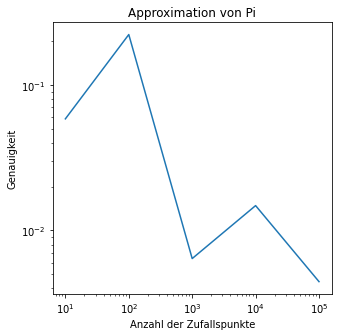 Approximation von Pi
Genauigkeit
10⁻¹
10⁻²
10¹ 10² 10³ 10⁴ 10⁵
Anzahl der Zufallspunkte